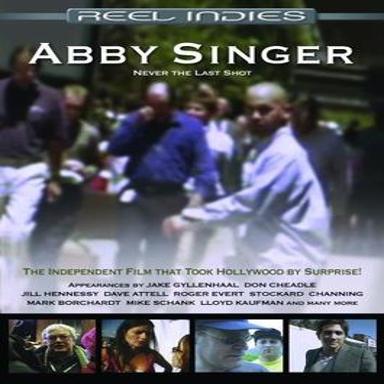 REEL INDIES
ABBY SINGER
NEVER THE LAST SHOT
THE INDEPENDENT FILM THAT TOOK HOLLYWOOD BY SURPRISE!
APPEARANCES BY JAKE GYLLENHAAL DON CHEADLE
JILL HENNESSY DAVE ATTELL ROGER EVERT STOCKARD CHANNING
MARK BORCHARDT MIKE SCHANK LLOYD KAUFMAN AND MANY MORE